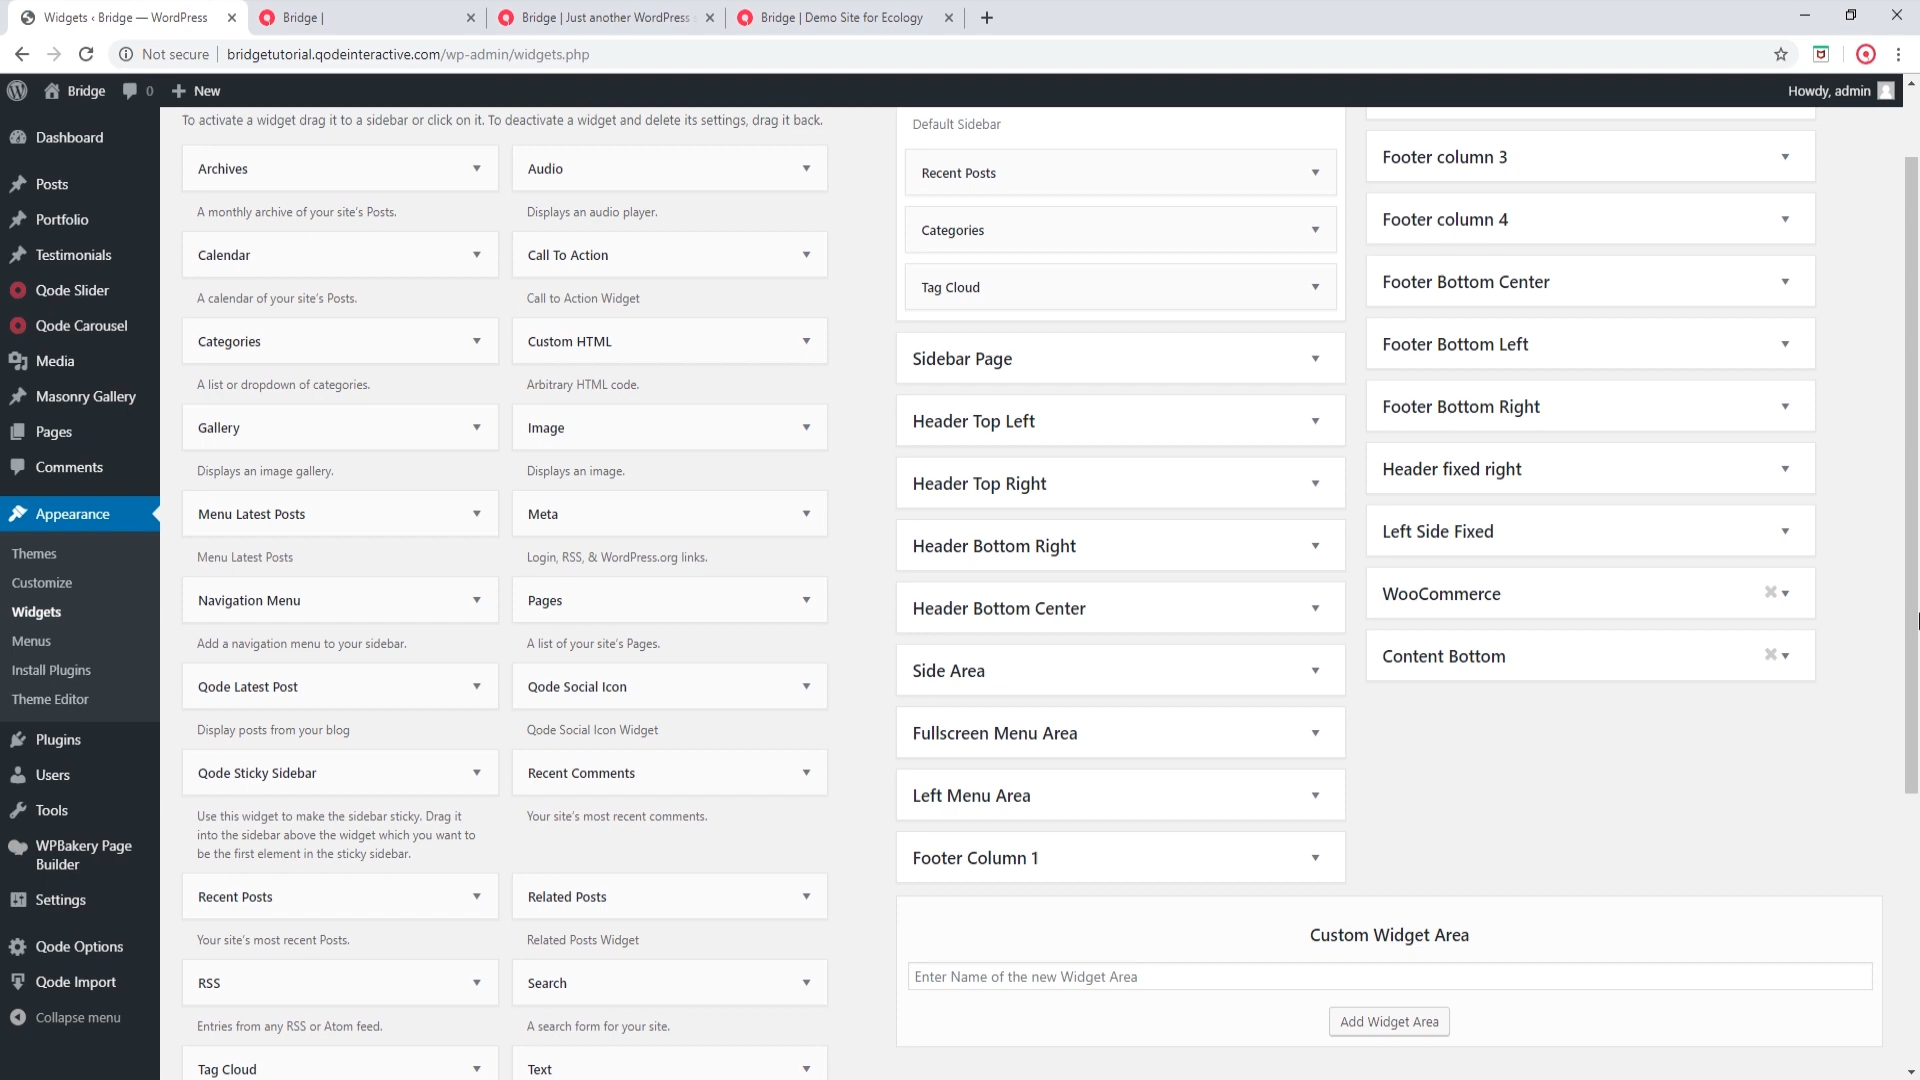 Widgets ‹ Bridge — WordPress
Bridge |
Bridge | Just another WordPress
Bridge | Demo Site for Ecology
Not secure
bridgetutorial.qodeinteractive.com/wp-admin/widgets.php
Bridge
0
New
Howdy, admin
Dashboard
Posts
Portfolio
Testimonials
Qode Slider
Qode Carousel
Media
Masonry Gallery
Pages
Comments
Appearance
Themes
Customize
Widgets
Menus
Install Plugins
Theme Editor
Plugins
Users
Tools
WPBakery Page
Builder
Settings
Qode Options
Qode Import
Collapse menu
To activate a widget drag it to a sidebar or click on it. To deactivate a widget and delete its settings, drag it back.
Archives
A monthly archive of your site's Posts.
Audio
Displays an audio player.
Calendar
A calendar of your site's Posts.
Call To Action
Call to Action Widget
Categories
A list or dropdown of categories.
Custom HTML
Arbitrary HTML code.
Gallery
Displays an image gallery.
Image
Displays an image.
Menu Latest Posts
Menu Latest Posts
Meta
Login, RSS, & WordPress.org links.
Navigation Menu
Add a navigation menu to your sidebar.
Pages
A list of your site's Pages.
Qode Latest Post
Display posts from your blog
Qode Social Icon
Qode Social Icon Widget
Qode Sticky Sidebar
Use this widget to make the sidebar sticky. Drag it
into the sidebar above the widget which you want to
be the first element in the sticky sidebar.
Recent Comments
Your site's most recent comments.
Recent Posts
Your site's most recent Posts.
Related Posts
Related Posts Widget
RSS
Entries from any RSS or Atom feed.
Search
A search form for your site.
Tag Cloud
Text
Default Sidebar
Recent Posts
Categories
Tag Cloud
Sidebar Page
Header Top Left
Header Top Right
Header Bottom Right
Header Bottom Center
Side Area
Fullscreen Menu Area
Left Menu Area
Footer Column 1
Footer column 3
Footer column 4
Footer Bottom Center
Footer Bottom Left
Footer Bottom Right
Header fixed right
Left Side Fixed
WooCommerce
Content Bottom
Custom Widget Area
Enter Name of the new Widget Area
Add Widget Area